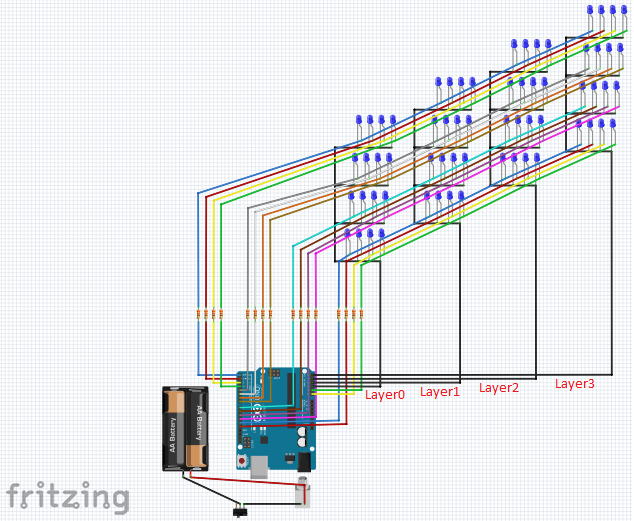 Layer0
Layer1
Layer2
Layer3
AA Battery
AA Battery
fritzing